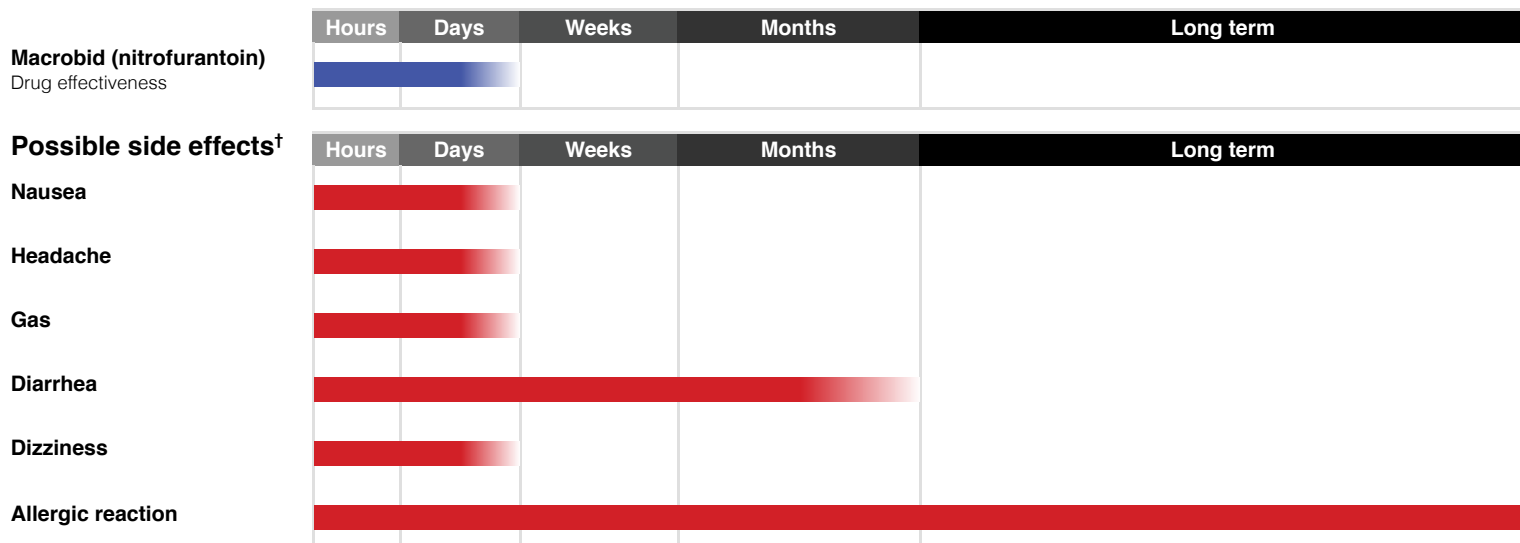 Hours Days Weeks Months Long term
Macrobid (nitrofurantoin)
Drug effectiveness
Possible side effects† Hours Days Weeks Months Long term
Nausea
Headache
Gas
Diarrhea
Dizziness
Allergic reaction